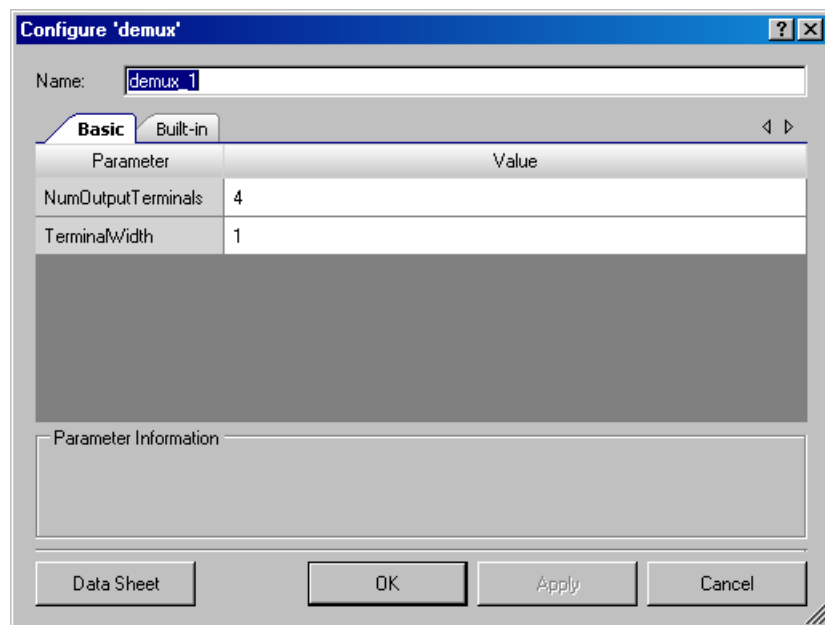 Configure 'demux'
Name: demux_1
Basic Built-in
Parameter Value
NumOutputTerminals 4
TerminalWidth 1
Parameter Information
Data Sheet OK Apply Cancel